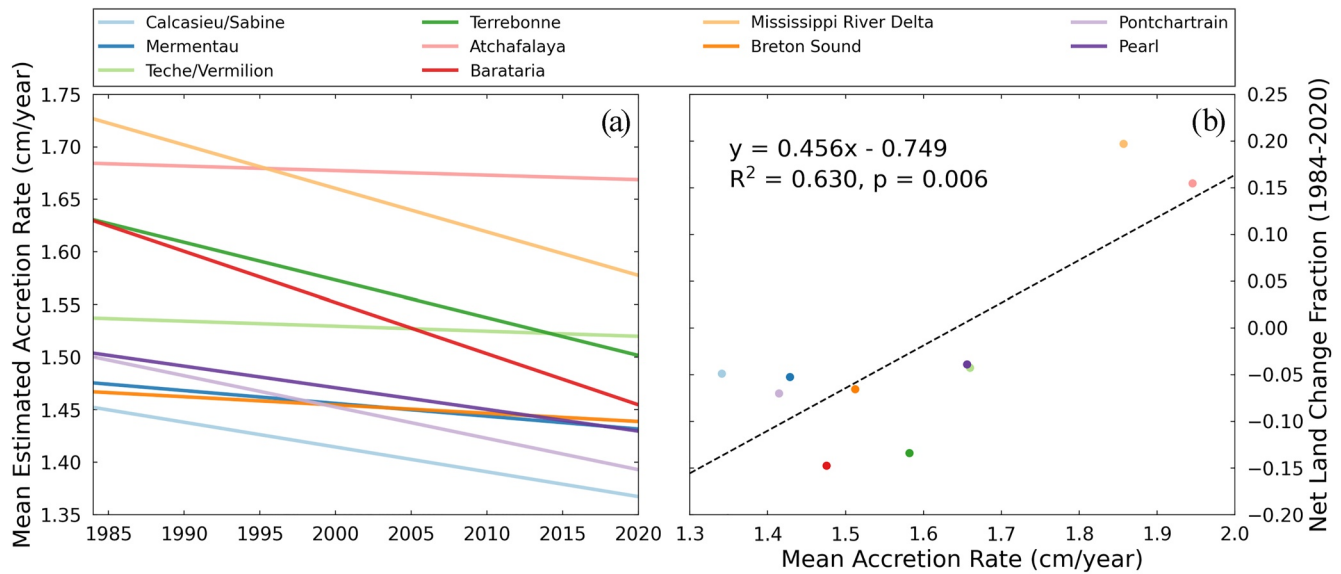 Calcasieu/Sabine
Mermentau
Teche/Vermilion
Terrebonne
Atchafalaya
Barataria
Mississippi River Delta
Breton Sound
Pontchartrain
Pearl
Mean Estimated Accretion Rate (cm/year)
1.75
1.70
1.65
1.60
1.55
1.50
1.45
1.40
1.35
1985
1990
1995
2000
2005
2010
2015
2020
(a)
(b)
y = 0.456x - 0.749
R² = 0.630, p = 0.006
1.3
1.4
1.5
1.6
1.7
1.8
1.9
2.0
Mean Accretion Rate (cm/year)
0.25
0.20
0.15
0.10
0.05
0.00
−0.05
−0.10
−0.15
−0.20
Net Land Change Fraction (1984-2020)